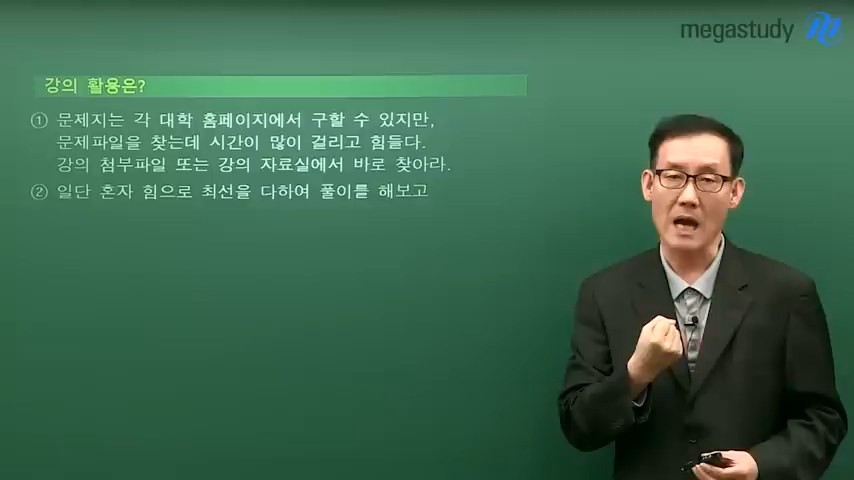 megastudy
강의 활용은?
① 문제지는 각 대학 홈페이지에서 구할 수 있지만,
문제파일을 찾는데 시간이 많이 걸리고 힘들다.
강의 첨부파일 또는 강의 자료실에서 바로 찾아라.
② 일단 혼자 힘으로 최선을 다하여 풀이를 해보고